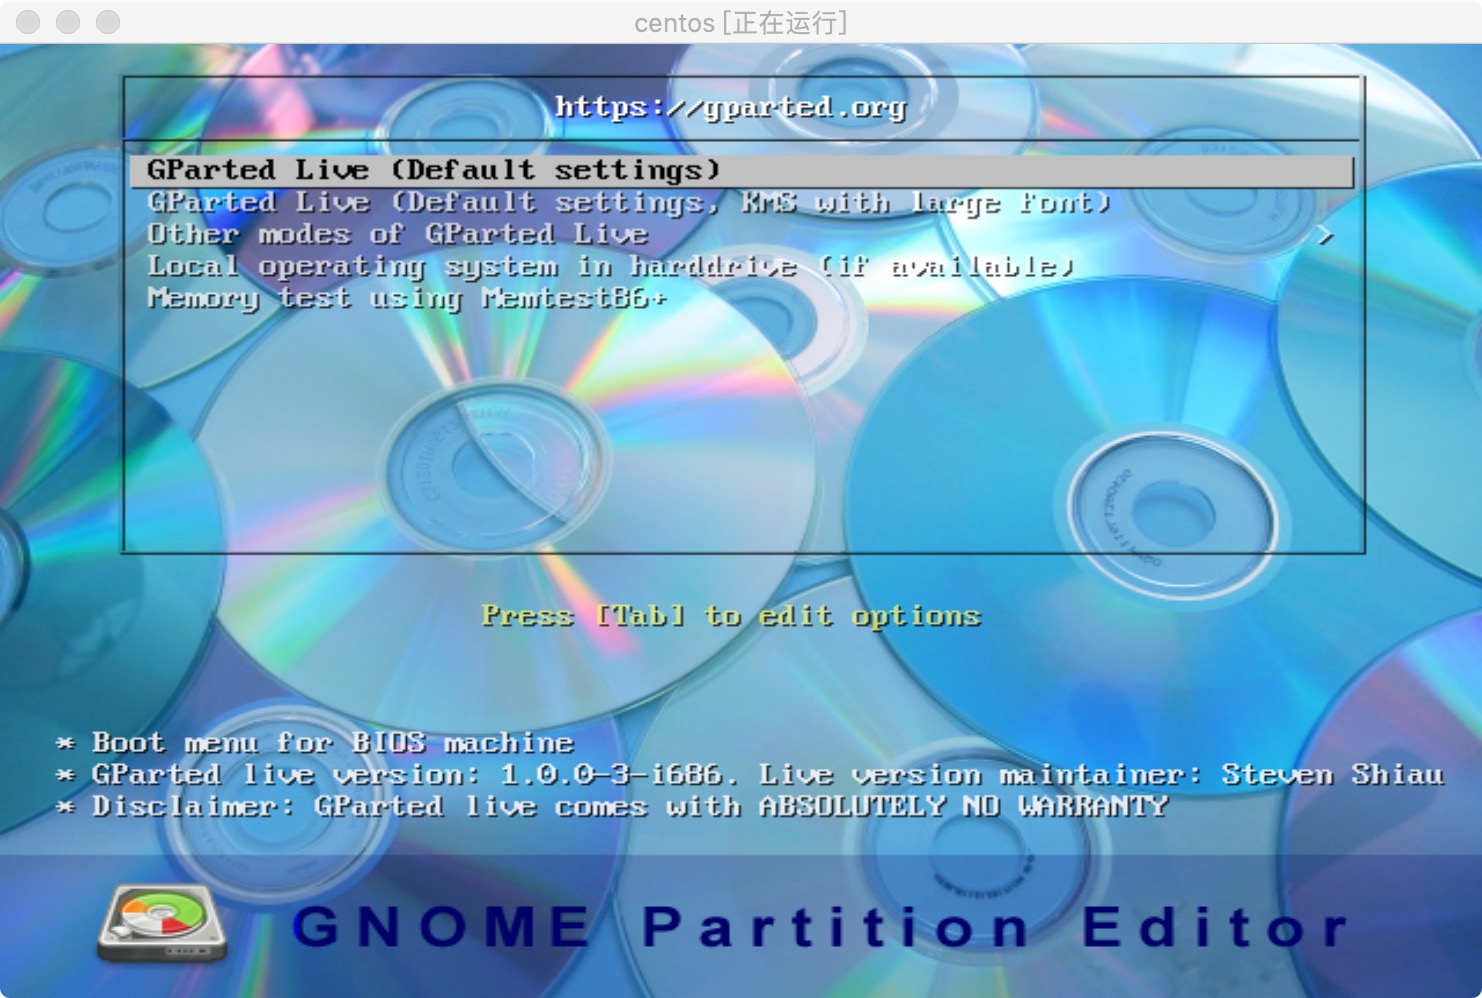 centos [正在运行]
https://gparted.org
GParted Live (Default settings)
GParted Live (Default settings, KMS with large font)
Other modes of GParted Live >
Local operating system in harddrive (if available)
Memory test using Memtest86+
Press [Tab] to edit options
* Boot menu for BIOS machine
* GParted live version: 1.0.0-3-i686. Live version maintainer: Steven Shiau
* Disclaimer: GParted live comes with ABSOLUTELY NO WARRANTY
GNOME Partition Editor